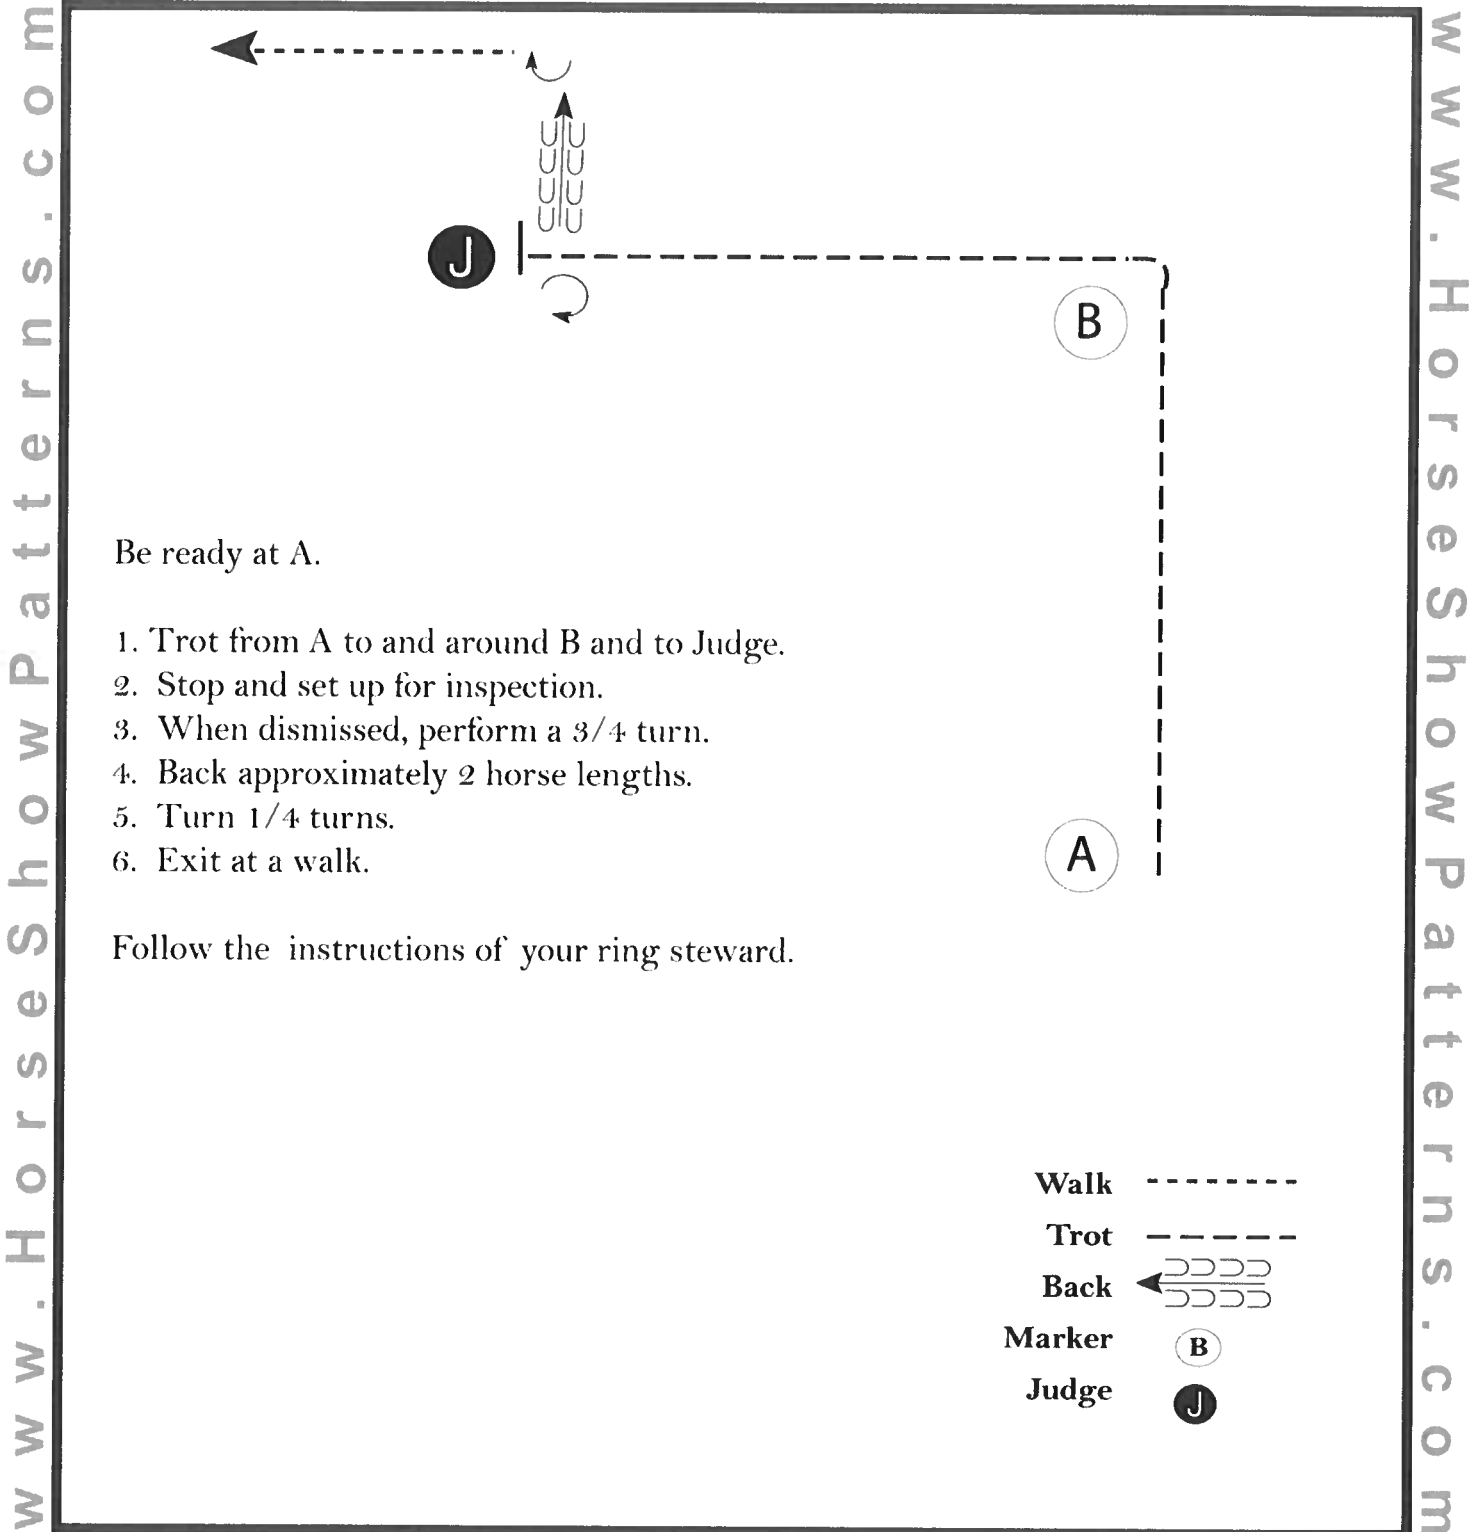 www.HorseShowPatterns.com
www.HorseShowPatterns.com
J
B
A
Be ready at A.
1. Trot from A to and around B and to Judge.
2. Stop and set up for inspection.
3. When dismissed, perform a 3/4 turn.
4. Back approximately 2 horse lengths.
5. Turn 1/4 turns.
6. Exit at a walk.
Follow the instructions of your ring steward.
Walk
Trot
Back
Marker B
Judge J